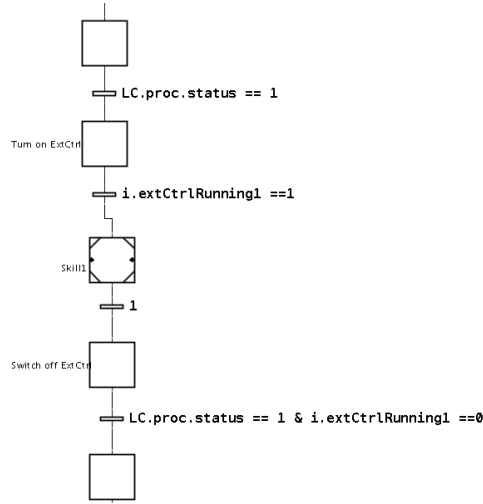 LC.proc.status == 1
Turn on ExtCtrl
i.extCtrlRunning1 ==1
Skill1
1
Switch off ExtCtrl
LC.proc.status == 1 & i.extCtrlRunning1 ==0